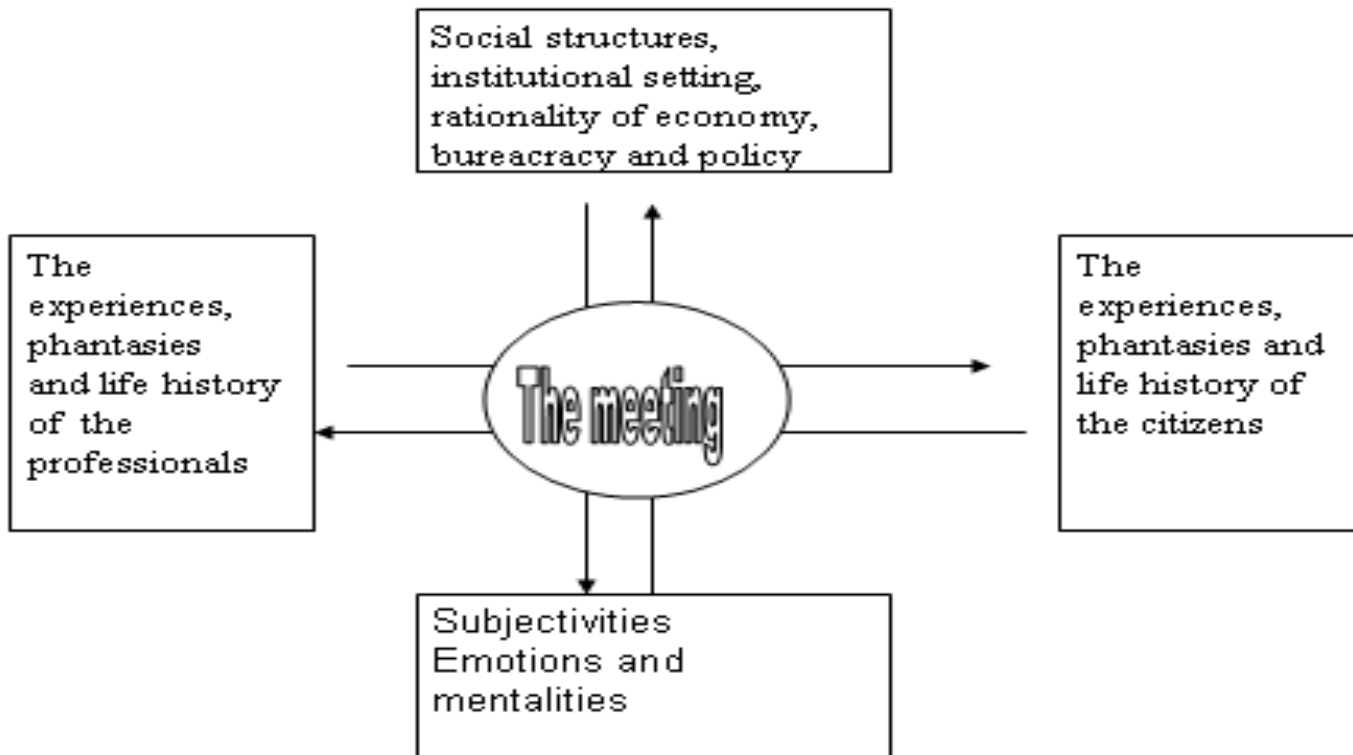 Social structures,
institutional setting,
rationality of economy,
bureacracy and policy
The
experiences,
phantasies
and life history
of the
professionals
The meeting
The
experiences,
phantasies and
life history of
the citizens
Subjectivities
Emotions and
mentalities